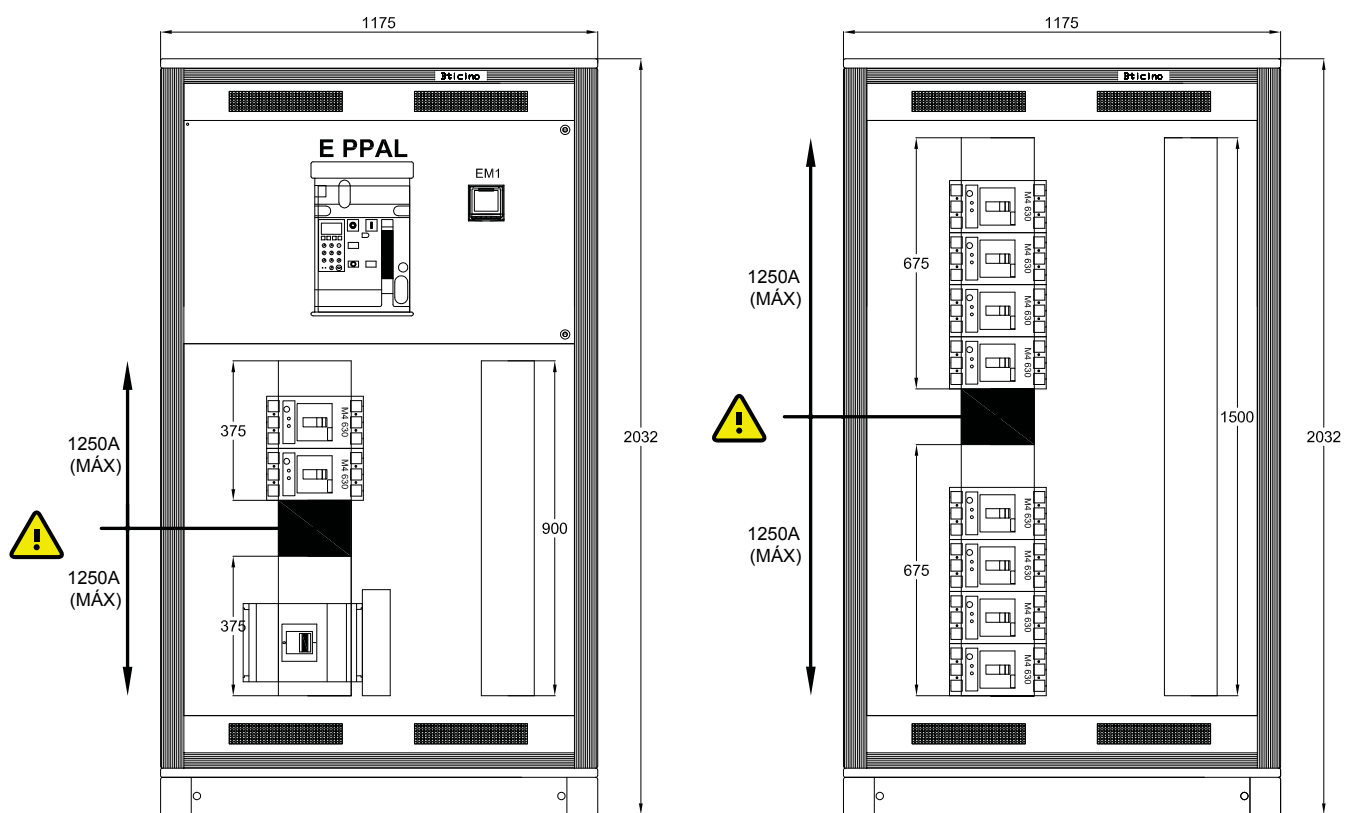 1175
Bticino
E PPAL
EM1
375
M4 630
M4 630
1250A
(MÁX)
1250A
(MÁX)
375
900
2032
1175
Bticino
675
M4 630
M4 630
M4 630
M4 630
1250A
(MÁX)
1250A
(MÁX)
675
M4 630
M4 630
M4 630
M4 630
1500
2032